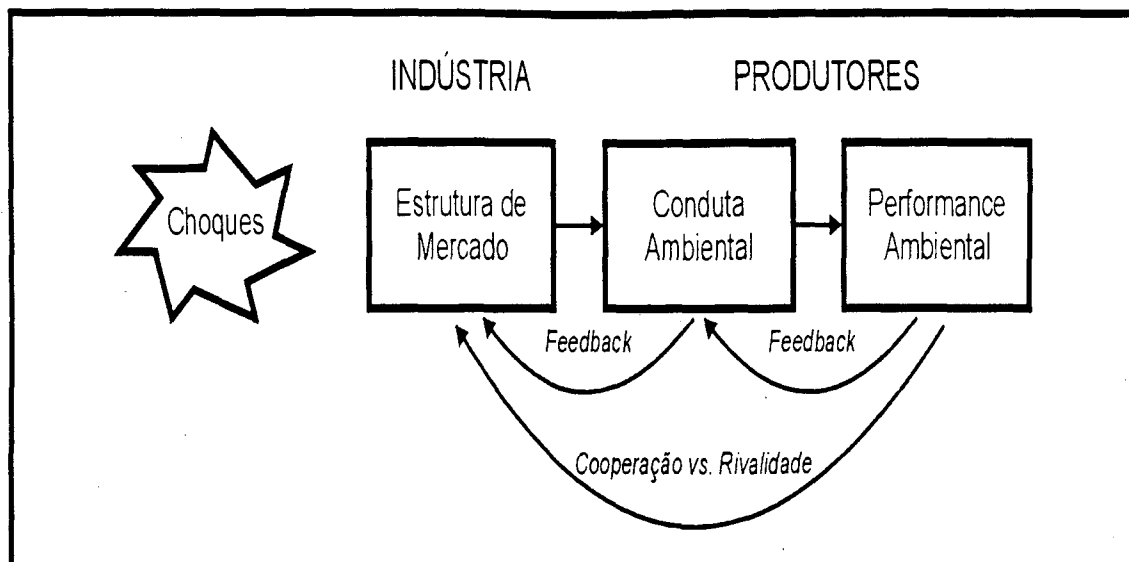 INDÚSTRIA
PRODUTORES
Choques
Estrutura de
Mercado
Conduta
Ambiental
Performance
Ambiental
Feedback
Feedback
Cooperação vs. Rivalidade